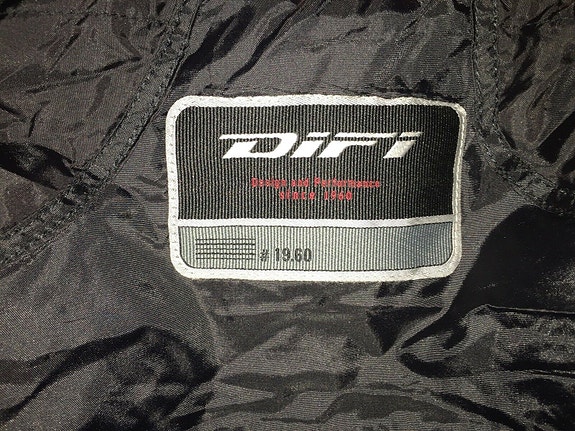 DiFi
Design and Performance
Since 1960
# 19.60